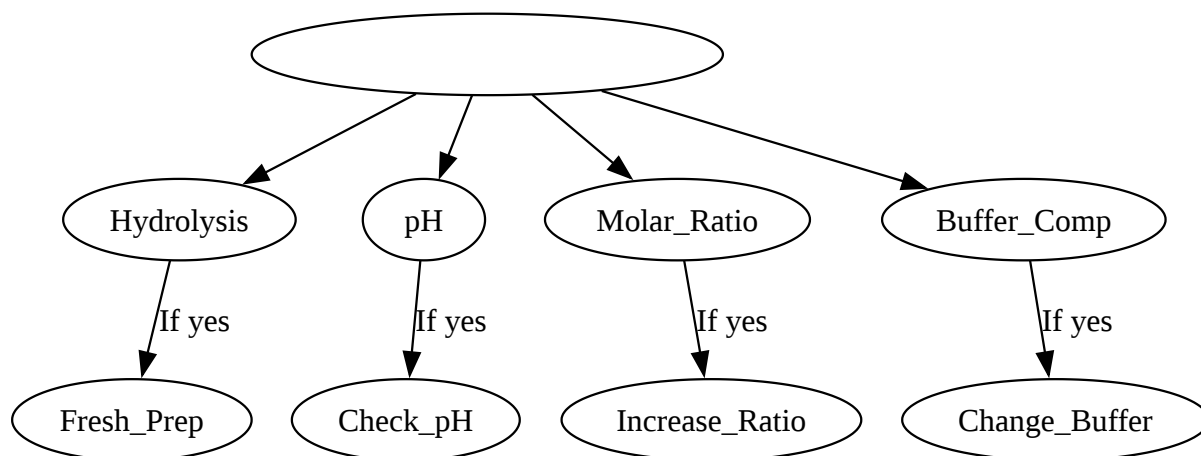 Hydrolysis
pH
Molar_Ratio
Buffer_Comp
If yes
If yes
If yes
If yes
Fresh_Prep
Check_pH
Increase_Ratio
Change_Buffer